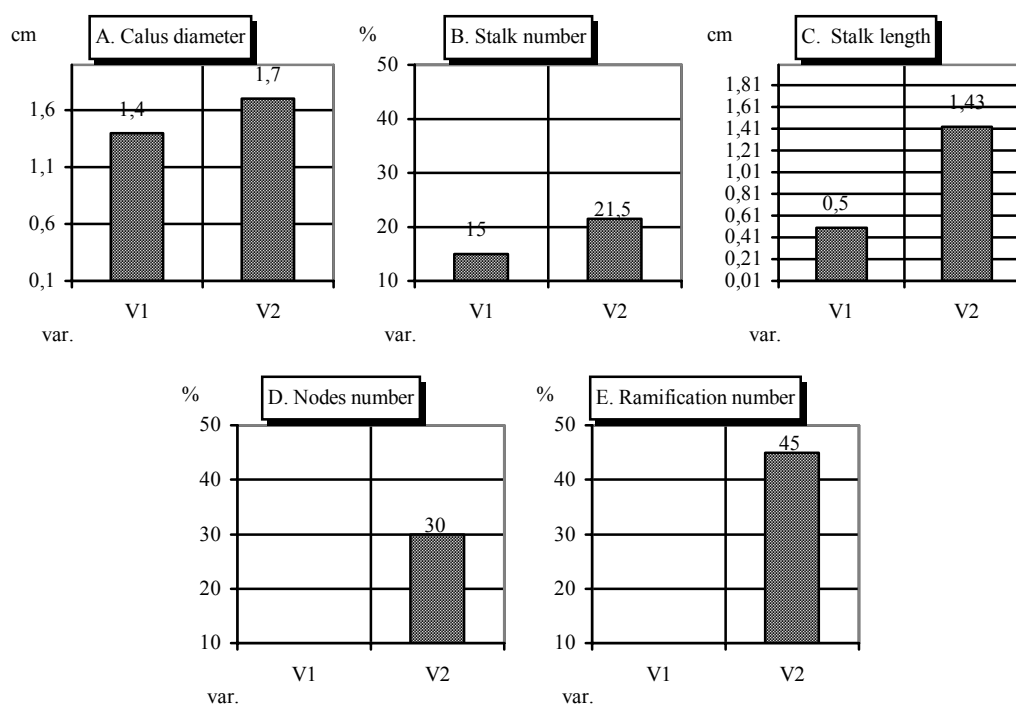 cm
A. Calus diameter
1,6
1,1
0,6
0,1
1,4
1,7
V1
V2
var.
%
B. Stalk number
50
40
30
20
10
15
21,5
V1
V2
var.
cm
C. Stalk length
1,81
1,61
1,41
1,21
1,01
0,81
0,61
0,41
0,21
0,01
0,5
1,43
V1
V2
var.
%
D. Nodes number
50
40
30
20
10
30
V1
V2
var.
%
E. Ramification number
50
40
30
20
10
45
V1
V2
var.